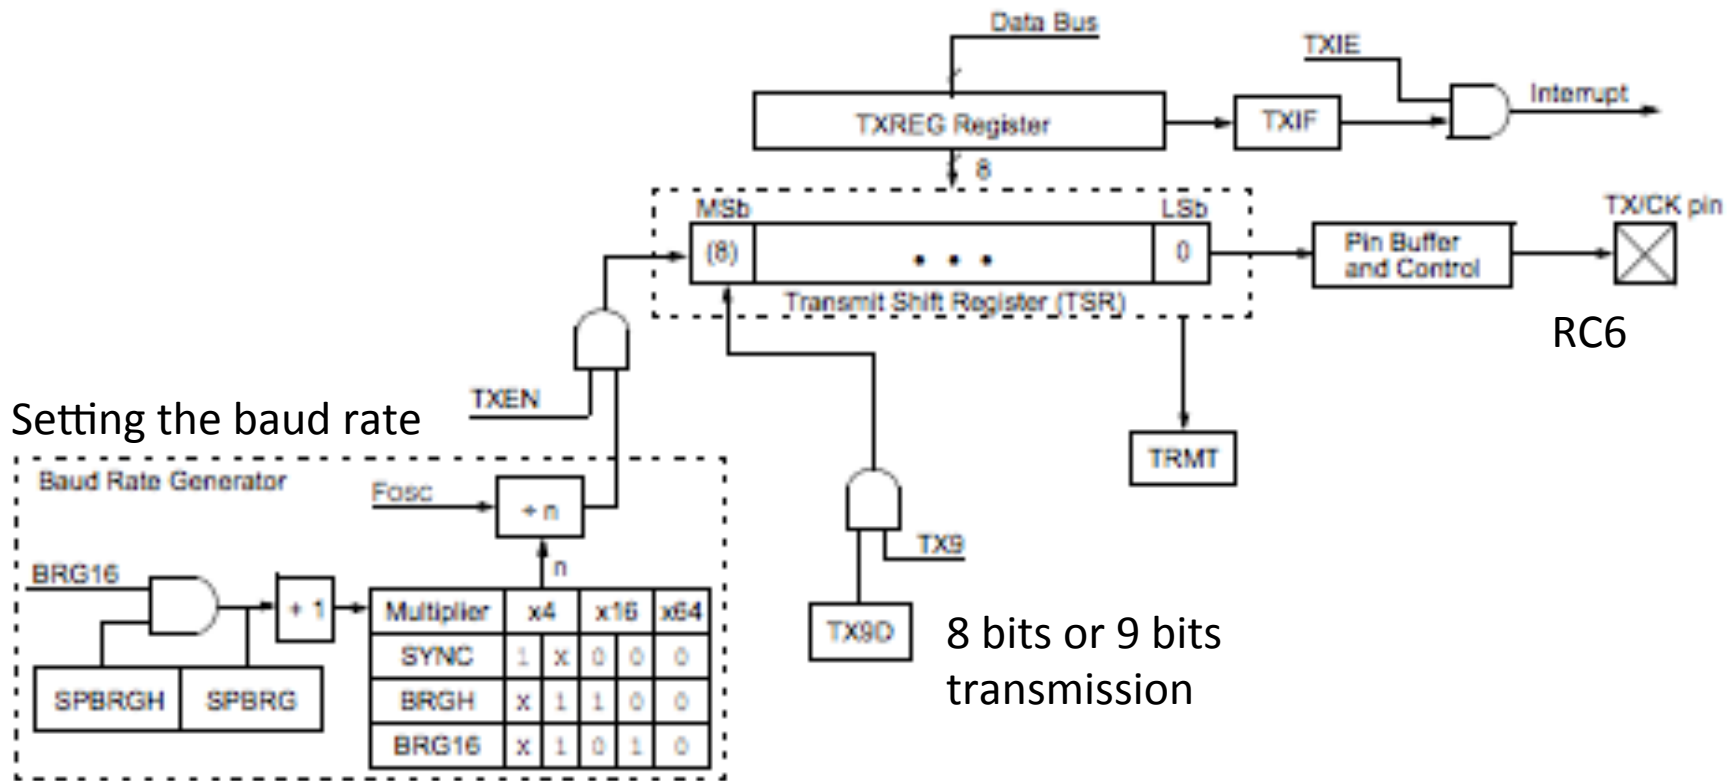 Data Bus
TXIE
Interrupt
TXREG Register
TXIF
8
MSb
LSb
TX/CK pin
(8)
• • •
0
Pin Buffer
and Control
Transmit Shift Register (TSR)
RC6
TXEN
Setting the baud rate
TRMT
Baud Rate Generator
Fosc
÷ n
TX9
n
BRG16
+ 1
Multiplier x4 x16 x64
SYNC 1 x 0 0 0
BRGH x 1 1 0 0
BRG16 x 1 0 1 0
SPBRGH SPBRG
TX9D
8 bits or 9 bits
transmission